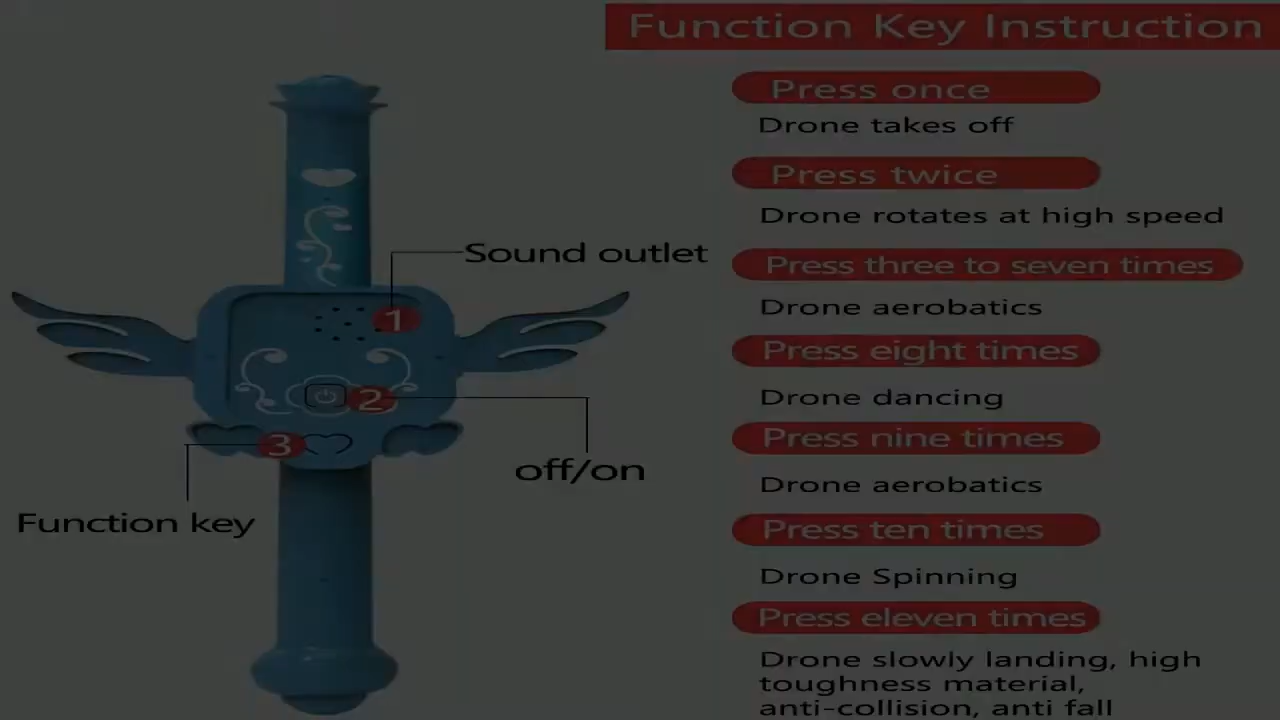 Function Key Instruction
Press once
Drone takes off
Press twice
Drone rotates at high speed
Sound outlet
Press three to seven times
Drone aerobatics
1
Press eight times
2
Drone dancing
Press nine times
3
off/on
Drone aerobatics
Function key
Press ten times
Drone Spinning
Press eleven times
Drone slowly landing, high
toughness material,
anti-collision, anti fall